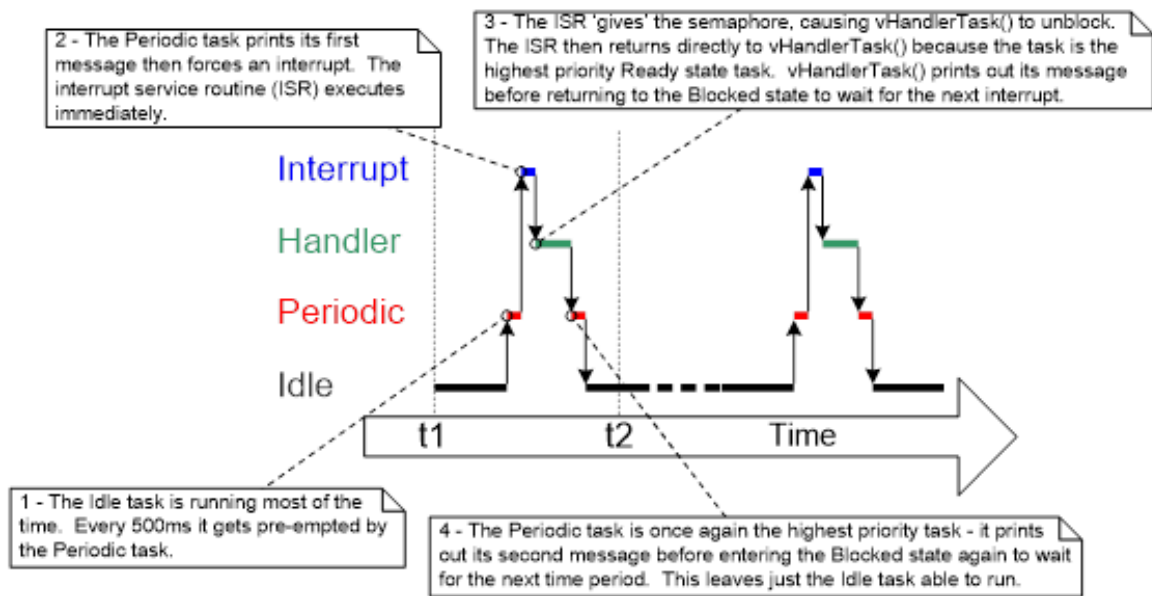 3 - The ISR 'gives' the semaphore, causing vHandlerTask() to unblock.
The ISR then returns directly to vHandlerTask() because the task is the
highest priority Ready state task.  vHandlerTask() prints out its message
before returning to the Blocked state to wait for the next interrupt.
2 - The Periodic task prints its first
message then forces an interrupt.  The
interrupt service routine (ISR) executes
immediately.
Interrupt
Handler
Periodic
Idle
t1 t2 Time
1 - The Idle task is running most of the
time.  Every 500ms it gets pre-empted by
the Periodic task.
4 - The Periodic task is once again the highest priority task - it prints
out its second message before entering the Blocked state again to wait
for the next time period.  This leaves just the Idle task able to run.